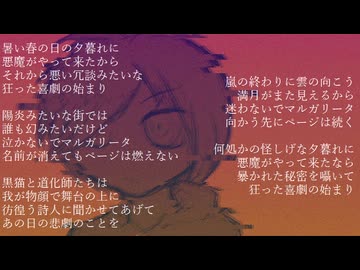 暑い春の日の夕暮れに
悪魔がやって来たから
それから悪い冗談みたいな
狂った喜劇の始まり
陽炎みたいな街では
誰も幻みたいだけど
泣かないでマルガリータ
名前が消えてもページは燃えない
黒猫と道化師たちは
我が物顔で舞台の上に
彷徨う詩人に聞かせてあげて
あの日の悲劇のことを
嵐の終わりに雲の向こう
満月がまた見えるから
迷わないでマルガリータ
向かう先にページは続く
何処かの怪しげな夕暮れに
悪魔がやって来たなら
暴かれた秘密を囁いて
狂った喜劇の始まり